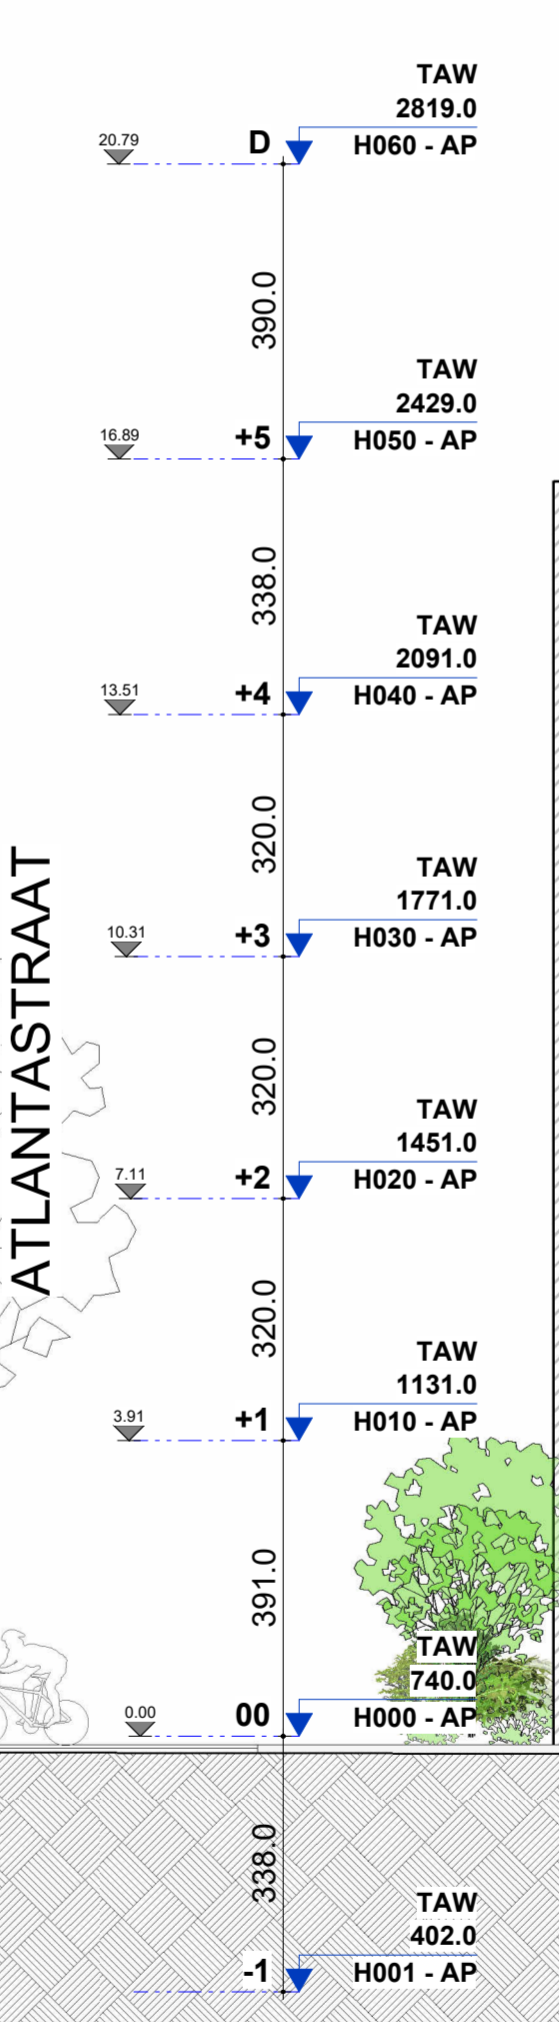 TAW
2819.0
20.79
D
H060 - AP
390.0
TAW
2429.0
16.89
+5
H050 - AP
338.0
TAW
2091.0
13.51
+4
H040 - AP
320.0
TAW
1771.0
10.31
+3
H030 - AP
ATLANTASTRAAT
320.0
TAW
1451.0
7.11
+2
H020 - AP
320.0
TAW
1131.0
3.91
+1
H010 - AP
391.0
TAW
740.0
0.00
00
H000 - AP
338.0
TAW
402.0
-1
H001 - AP